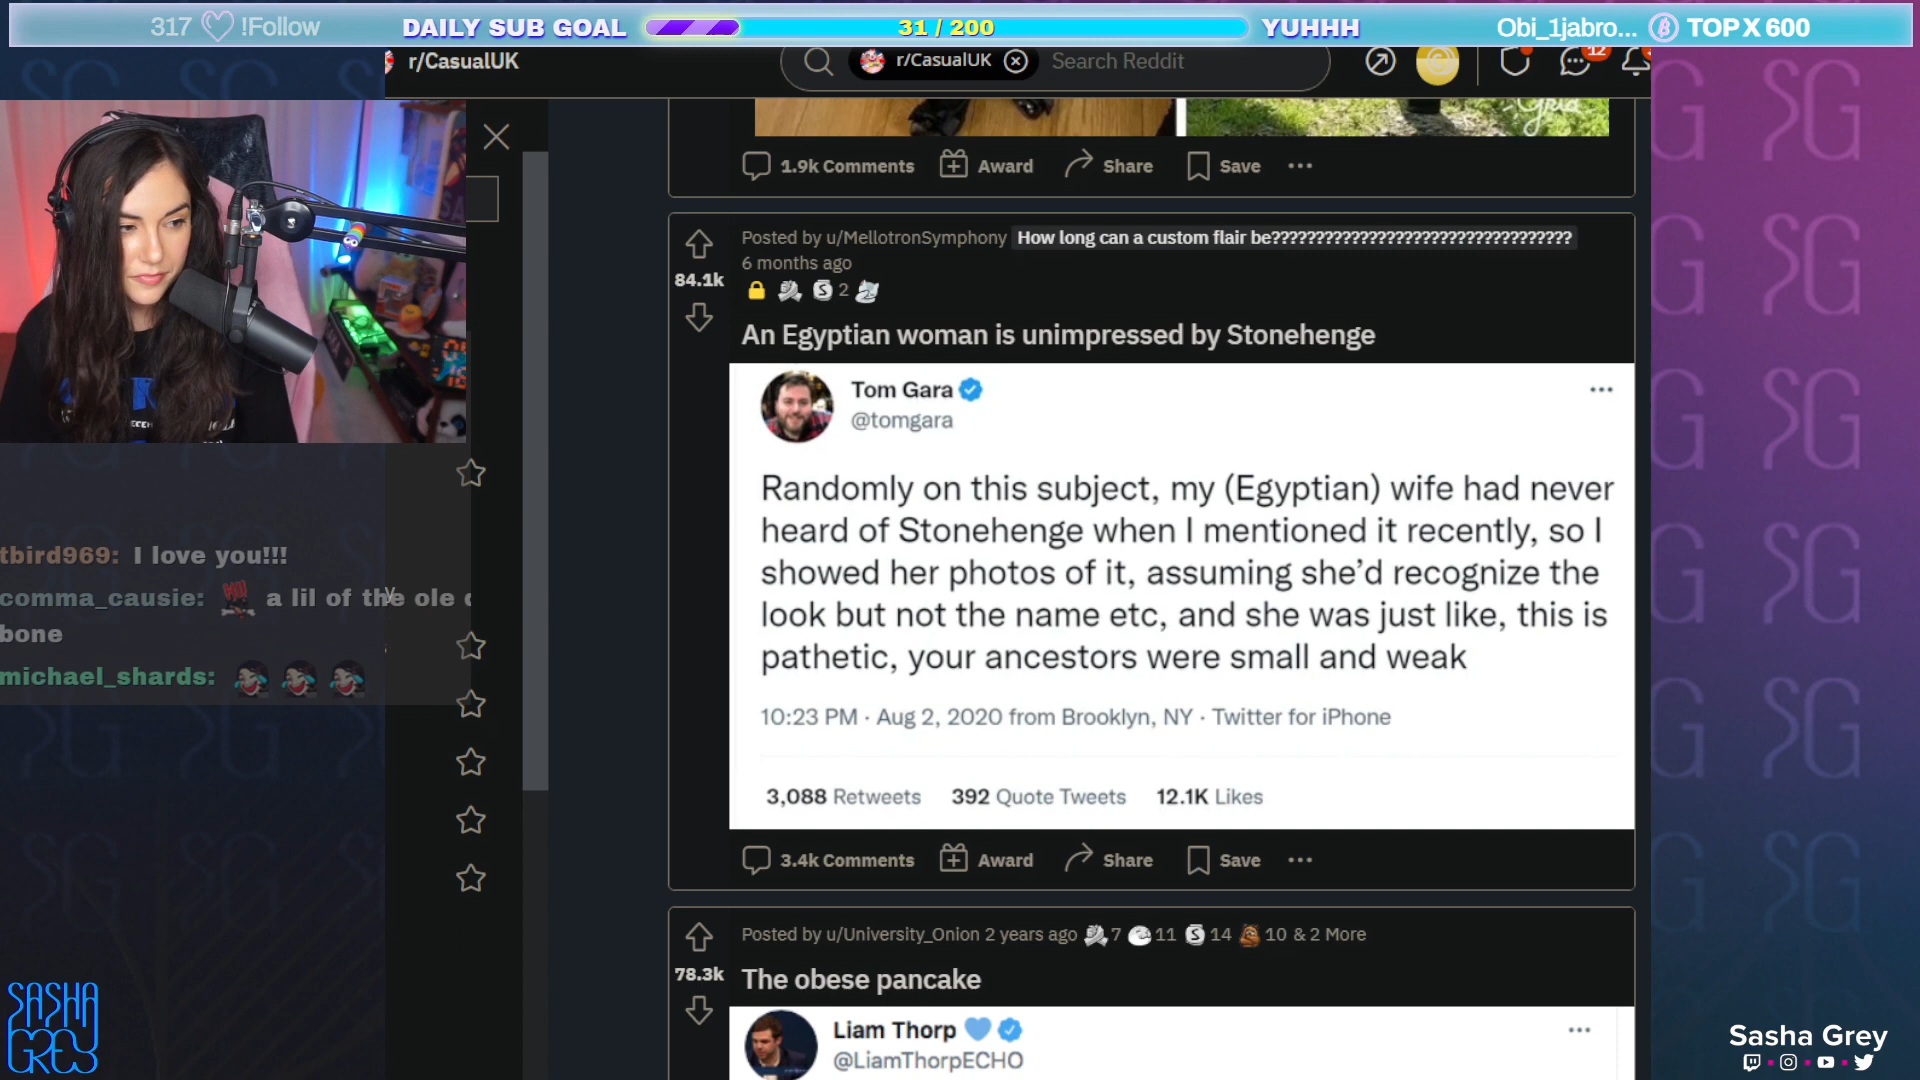 317 !Follow
DAILY SUB GOAL
31 / 200
YUHHH
Obi_1jabro...
TOP X 600
r/CasualUK
r/CasualUK
Search Reddit
12
1.9k Comments
Award
Share
Save
Posted by u/MellotronSymphony How long can a custom flair be??????????????????????????????????
6 months ago
84.1k
2
An Egyptian woman is unimpressed by Stonehenge
Tom Gara
@tomgara
Randomly on this subject, my (Egyptian) wife had never
heard of Stonehenge when I mentioned it recently, so I
showed her photos of it, assuming she’d recognize the
look but not the name etc, and she was just like, this is
pathetic, your ancestors were small and weak
10:23 PM · Aug 2, 2020 from Brooklyn, NY · Twitter for iPhone
3,088 Retweets 392 Quote Tweets 12.1K Likes
3.4k Comments
Award
Share
Save
Posted by u/University_Onion 2 years ago 7 11 14 10 & 2 More
78.3k
The obese pancake
Liam Thorp
@LiamThorpECHO
tbird969: I love you!!!
comma_causie: a lil of the ole
bone
michael_shards:
SASHA
GREY
Sasha Grey